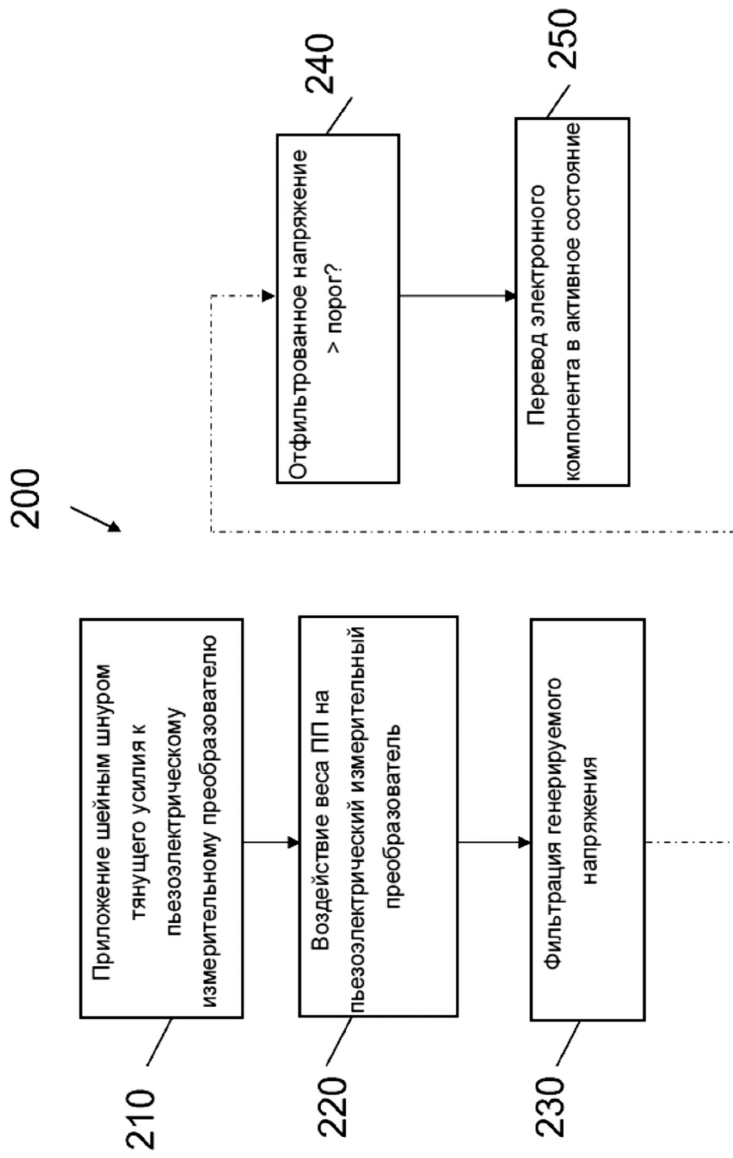 200
210
Приложение шейным шнуром
тянущего усилия к
пьезоэлектрическому
измерительному преобразователю
220
Воздействие веса ПП на
пьезоэлектрический измерительный
преобразователь
230
Фильтрация генерируемого
напряжения
240
Отфильтрованное напряжение
> порог?
250
Перевод электронного
компонента в активное состояние